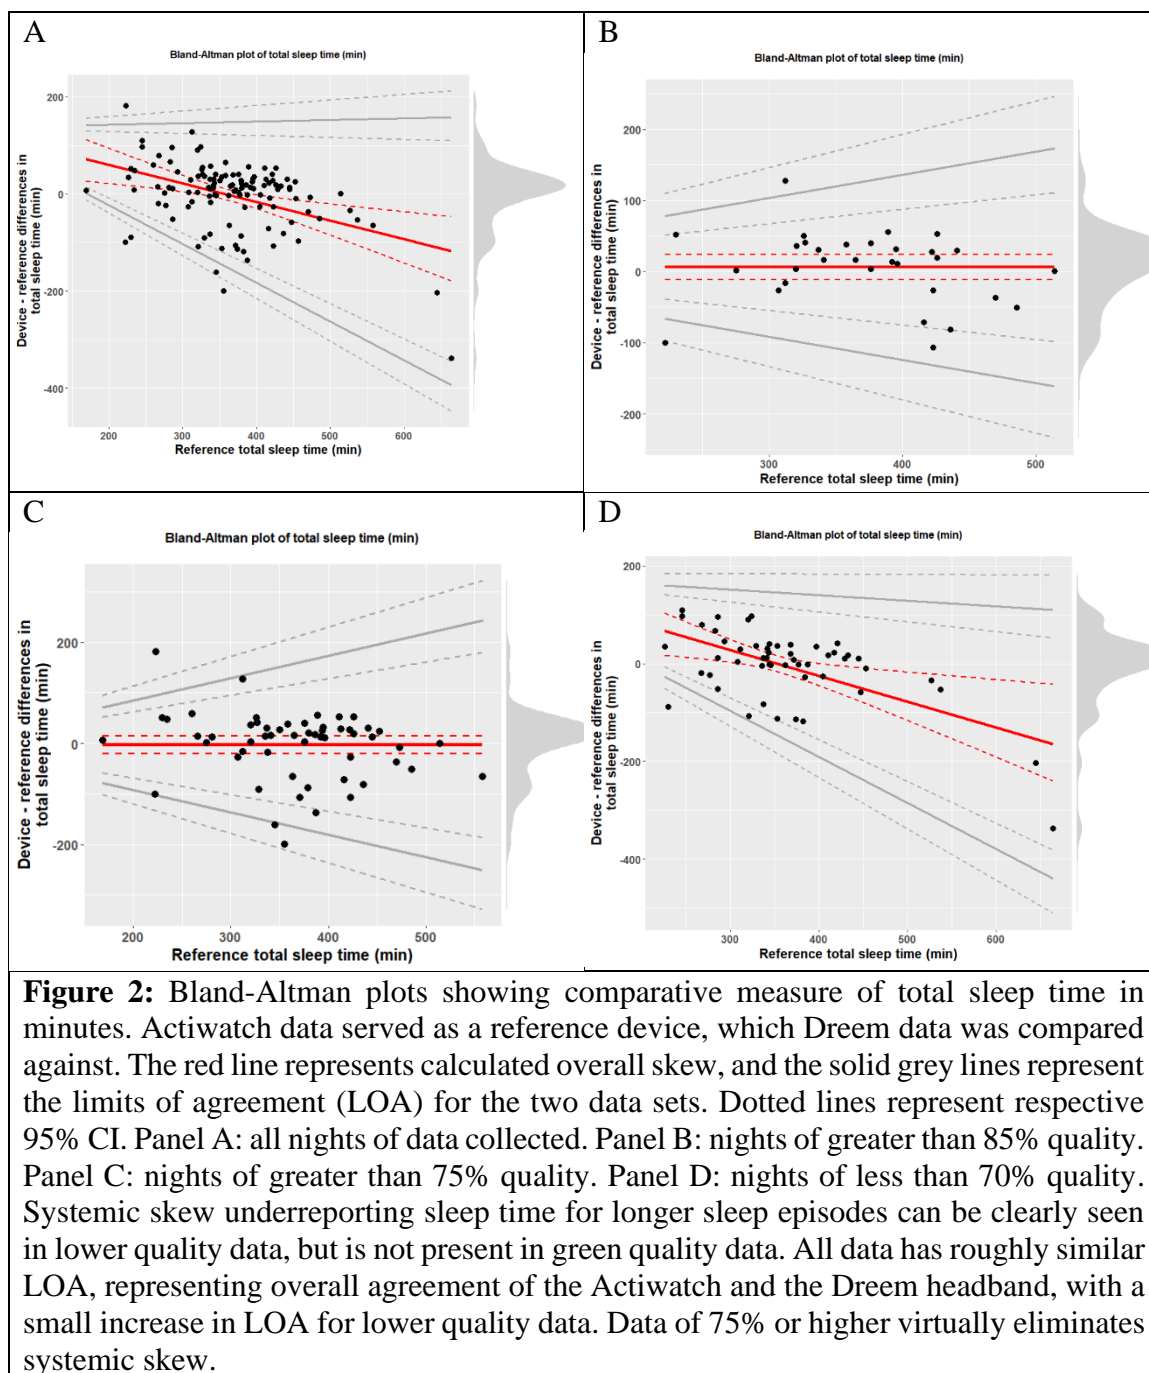 A
Bland-Altman plot of total sleep time (min)
Device - reference differences in
total sleep time (min)
200
0
-200
-400
200
300
400
500
600
Reference total sleep time (min)
B
Bland-Altman plot of total sleep time (min)
Device - reference differences in
total sleep time (min)
200
100
0
-100
-200
300
400
500
Reference total sleep time (min)
C
Bland-Altman plot of total sleep time (min)
Device - reference differences in
total sleep time (min)
200
0
-200
200
300
400
500
Reference total sleep time (min)
D
Bland-Altman plot of total sleep time (min)
Device - reference differences in
total sleep time (min)
200
0
-200
-400
300
400
500
600
Reference total sleep time (min)
Figure 2: Bland-Altman plots showing comparative measure of total sleep time in
minutes. Actiwatch data served as a reference device, which Dreem data was compared
against. The red line represents calculated overall skew, and the solid grey lines represent
the limits of agreement (LOA) for the two data sets. Dotted lines represent respective
95% CI. Panel A: all nights of data collected. Panel B: nights of greater than 85% quality.
Panel C: nights of greater than 75% quality. Panel D: nights of less than 70% quality.
Systemic skew underreporting sleep time for longer sleep episodes can be clearly seen
in lower quality data, but is not present in green quality data. All data has roughly similar
LOA, representing overall agreement of the Actiwatch and the Dreem headband, with a
small increase in LOA for lower quality data. Data of 75% or higher virtually eliminates
systemic skew.